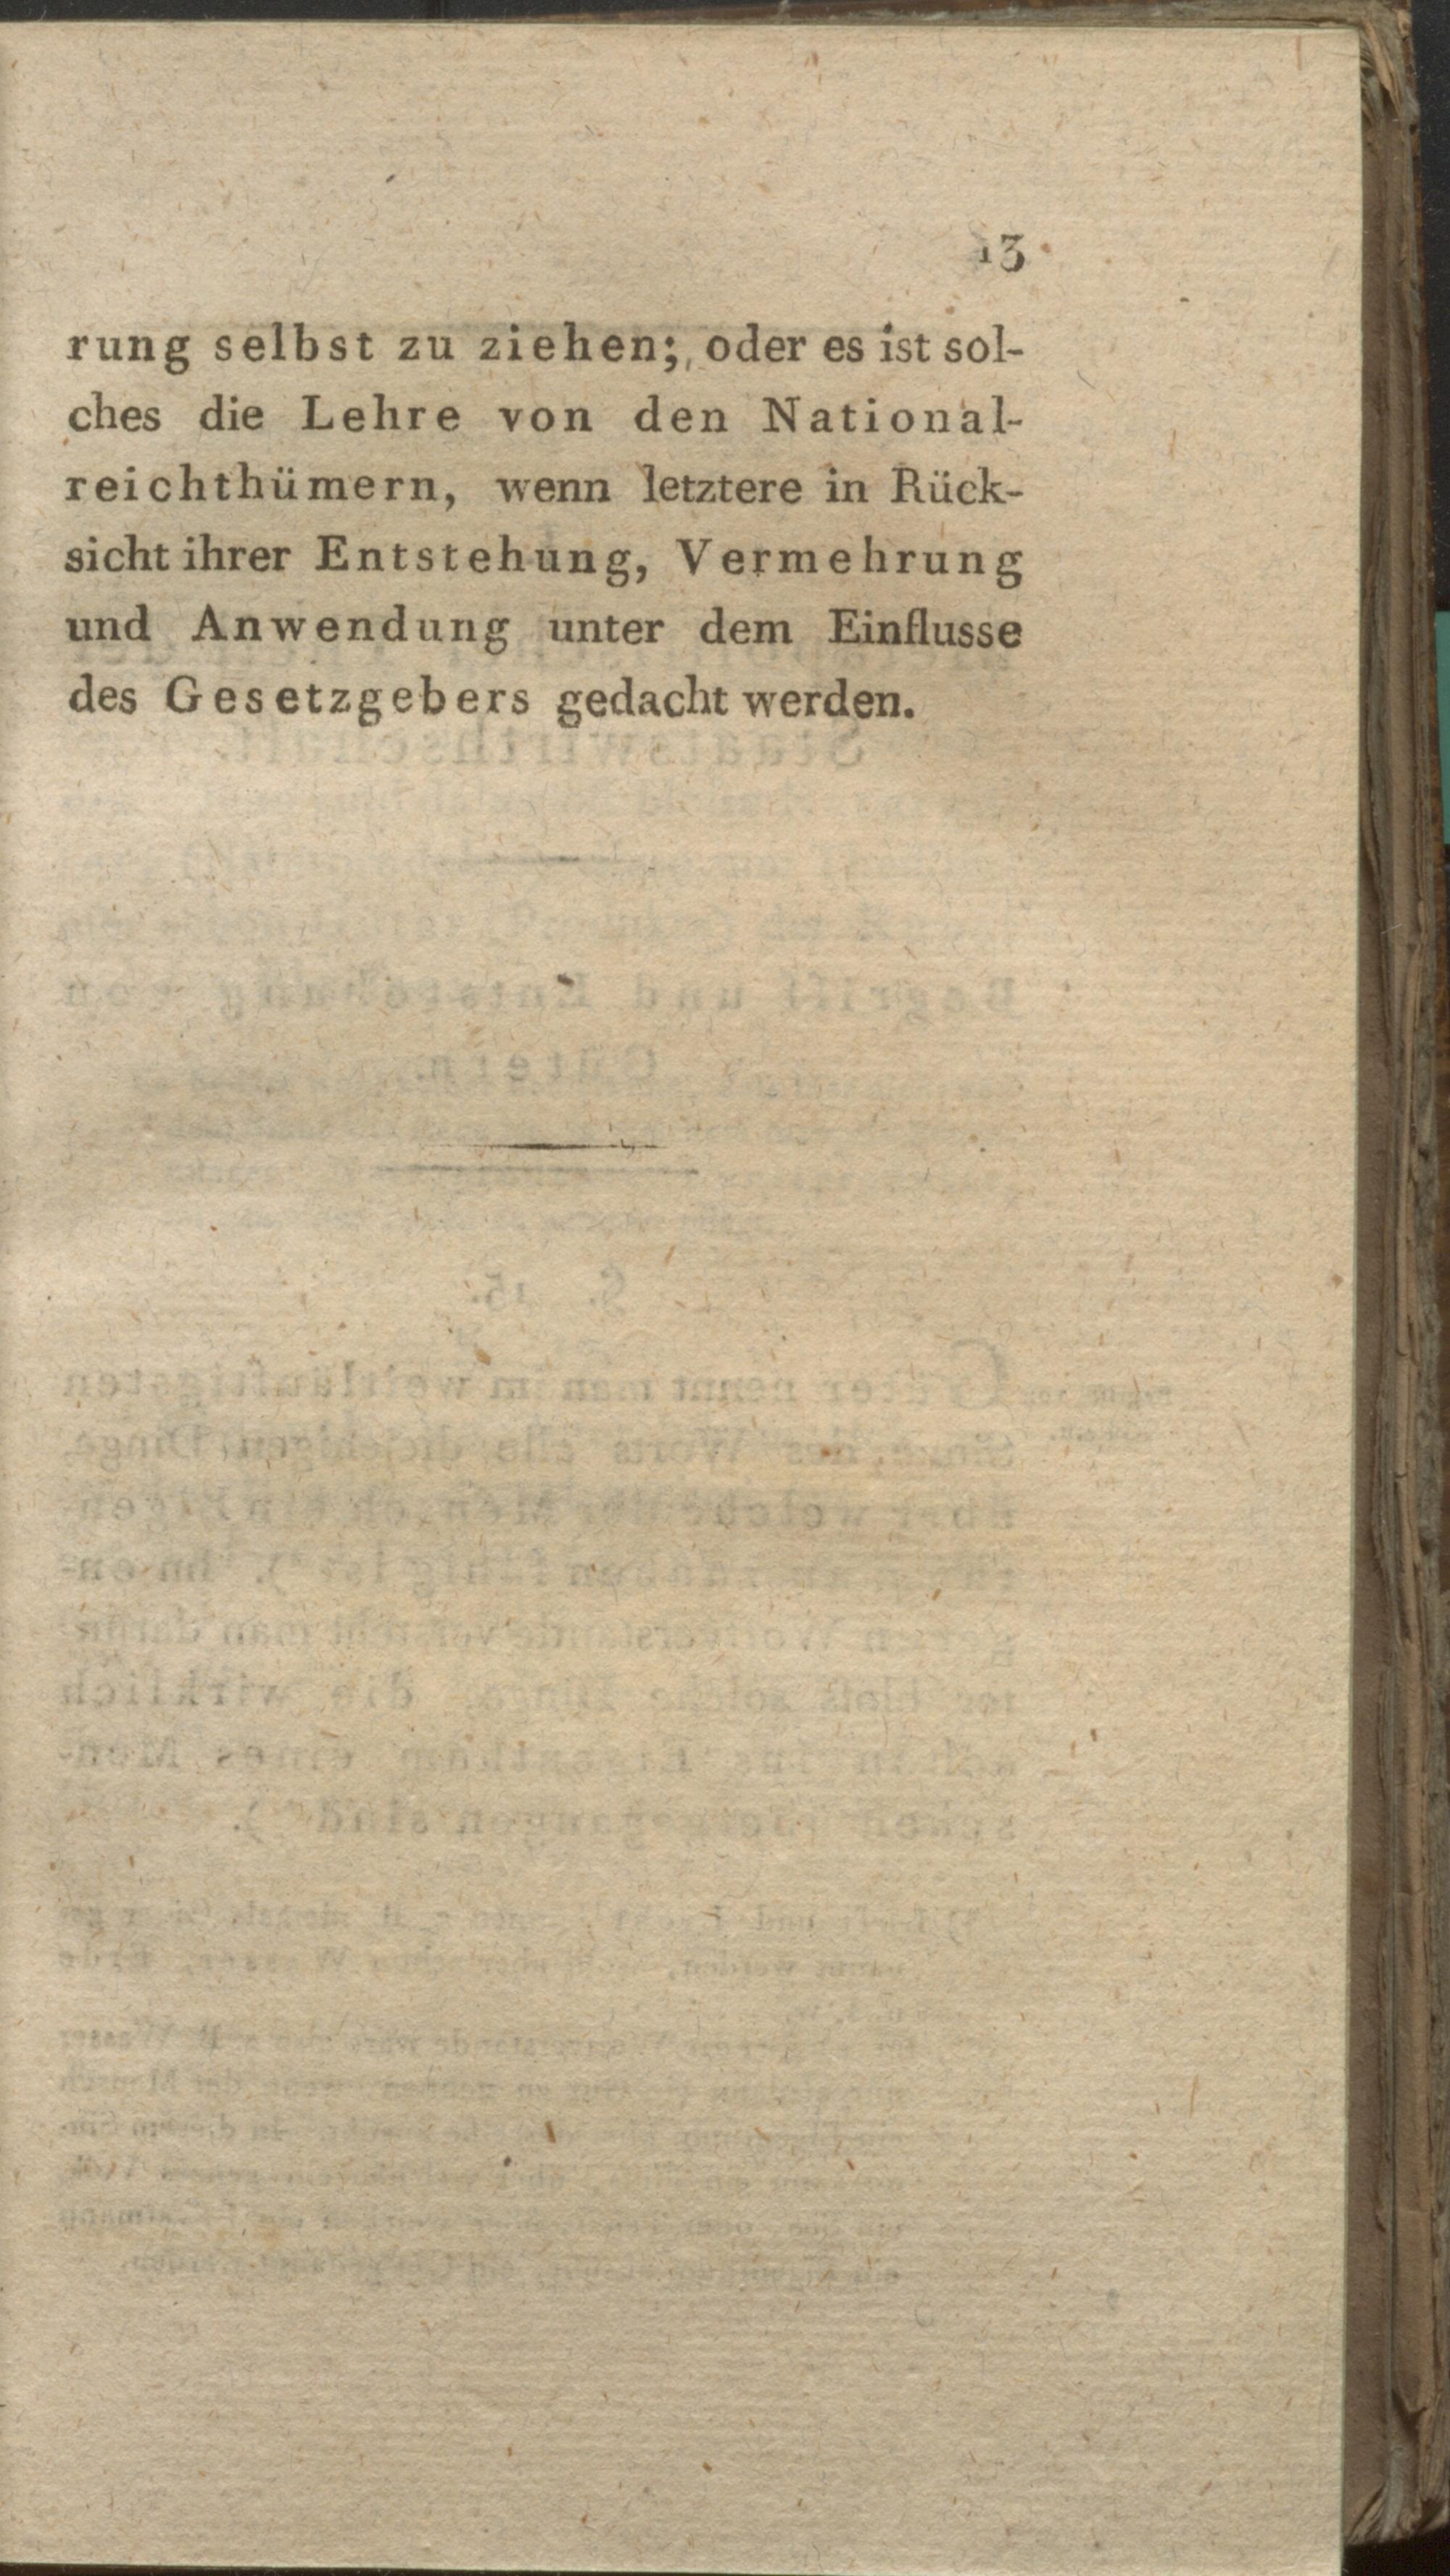 13
rung selbst zu ziehen; oder es ist sol-
ches die Lehre von den National-
reichthümern, wenn letztere in Rück-
sicht ihrer Entstehung, Vermehrung
und Anwendung unter dem Einflusse
des Gesetzgebers gedacht werden.